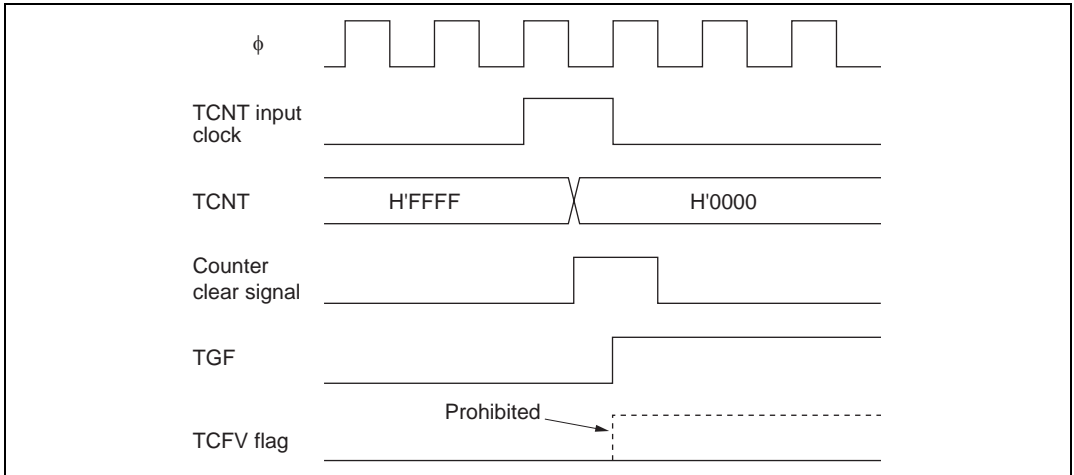 ϕ
TCNT input
clock
TCNT
H'FFFF
H'0000
Counter
clear signal
TGF
Prohibited
TCFV flag